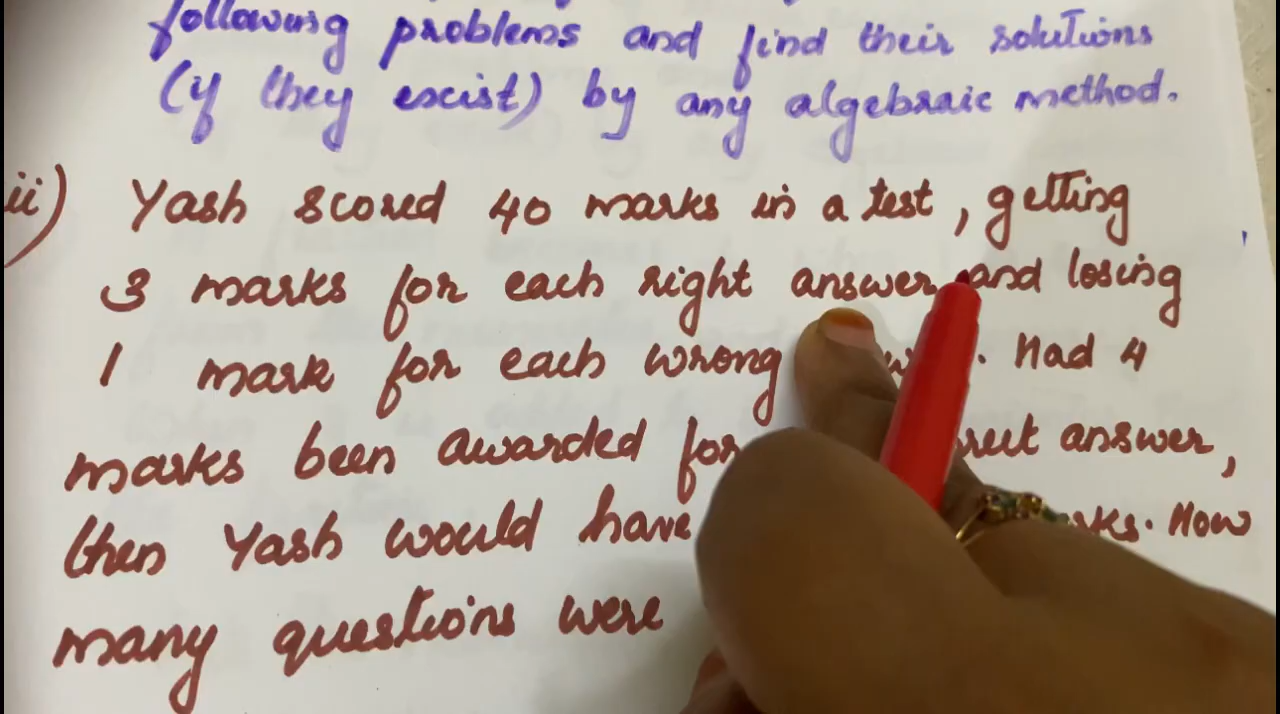 following problems and find their solutions
(if they excist) by any algebraic method.
ii) Yash scored 40 marks in a test, getting
3 marks for each right answer and losing
1 mark for each wrong . Had 4
marks been awarded for answer,
then Yash would have . How
many questions were